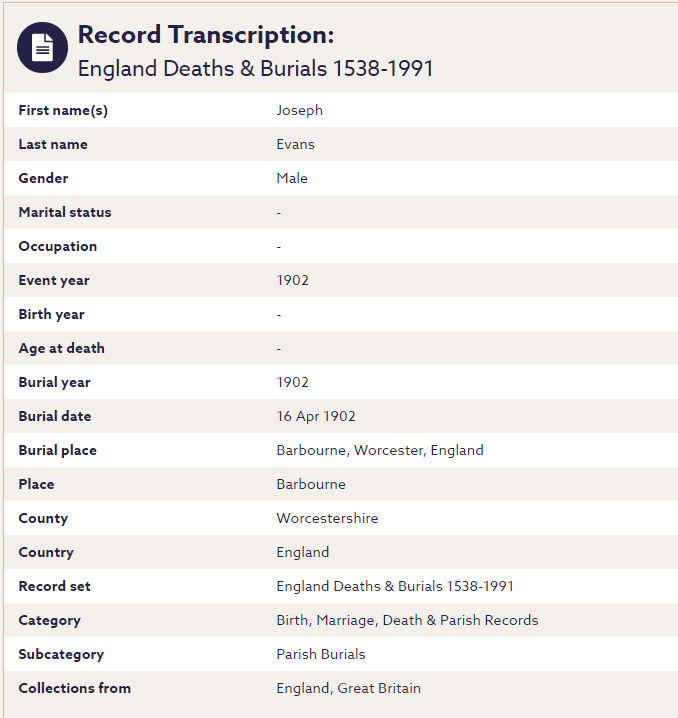 Record Transcription:
England Deaths & Burials 1538-1991
First name(s) Joseph
Last name Evans
Gender Male
Marital status -
Occupation -
Event year 1902
Birth year -
Age at death -
Burial year 1902
Burial date 16 Apr 1902
Burial place Barbourne, Worcester, England
Place Barbourne
County Worcestershire
Country England
Record set England Deaths & Burials 1538-1991
Category Birth, Marriage, Death & Parish Records
Subcategory Parish Burials
Collections from England, Great Britain